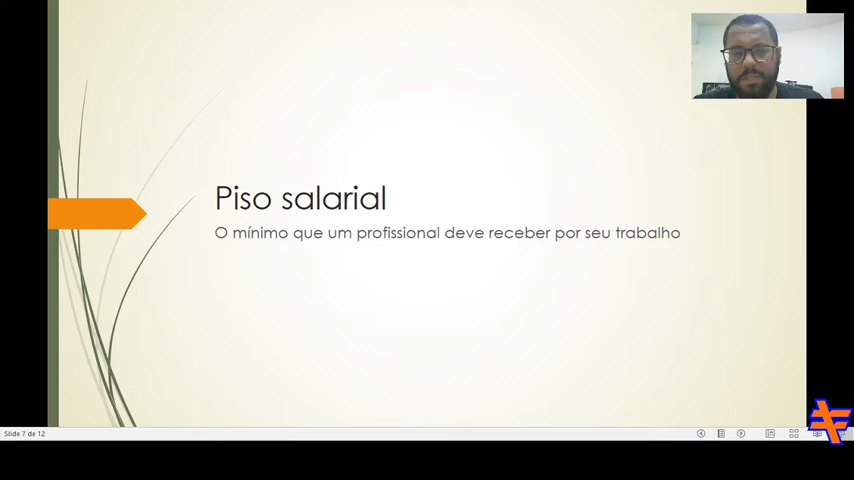 Piso salarial
O mínimo que um profissional deve receber por seu trabalho
Slide 7 de 12